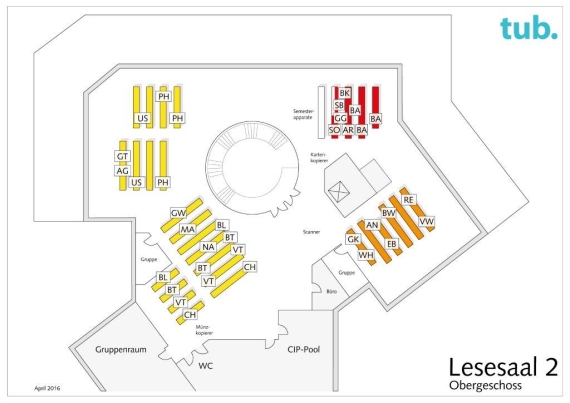 tub.
PH
US
PH
GT
AG
US
PH
Semester-
apparate
BK
SB
BA
GG
BA
SO
AR
BA
Karten-
kopierer
GW
MA
BL
BT
NA
VT
BT
CH
VT
Scanner
RE
BW
AN
VW
GK
EB
WH
Gruppe
BL
BT
VT
CH
Gruppe
Büro
Münz-
kopierer
Gruppenraum
WC
CIP-Pool
Lesesaal 2
Obergeschoss
April 2016